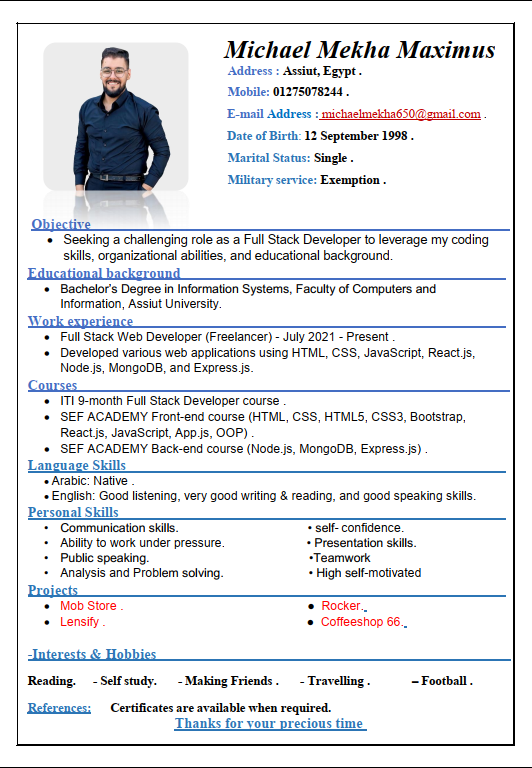 Michael Mekha Maximus
Address : Assiut, Egypt .
Mobile: 01275078244 .
E-mail Address : michaelmekha650@gmail.com .
Date of Birth: 12 September 1998 .
Marital Status: Single .
Military service: Exemption .
Objective
• Seeking a challenging role as a Full Stack Developer to leverage my coding
skills, organizational abilities, and educational background.
Educational background
• Bachelor's Degree in Information Systems, Faculty of Computers and
Information, Assiut University.
Work experience
• Full Stack Web Developer (Freelancer) - July 2021 - Present .
• Developed various web applications using HTML, CSS, JavaScript, React.js,
Node.js, MongoDB, and Express.js.
Courses
• ITI 9-month Full Stack Developer course .
• SEF ACADEMY Front-end course (HTML, CSS, HTML5, CSS3, Bootstrap,
React.js, JavaScript, App.js, OOP) .
• SEF ACADEMY Back-end course (Node.js, MongoDB, Express.js) .
Language Skills
• Arabic: Native .
• English: Good listening, very good writing & reading, and good speaking skills.
Personal Skills
• Communication skills. • self- confidence.
• Ability to work under pressure. • Presentation skills.
• Public speaking. •Teamwork
• Analysis and Problem solving. • High self-motivated
Projects
• Mob Store . • Rocker.
• Lensify . • Coffeeshop 66.
-Interests & Hobbies
Reading. - Self study. - Making Friends . - Travelling . – Football .
References: Certificates are available when required.
Thanks for your precious time